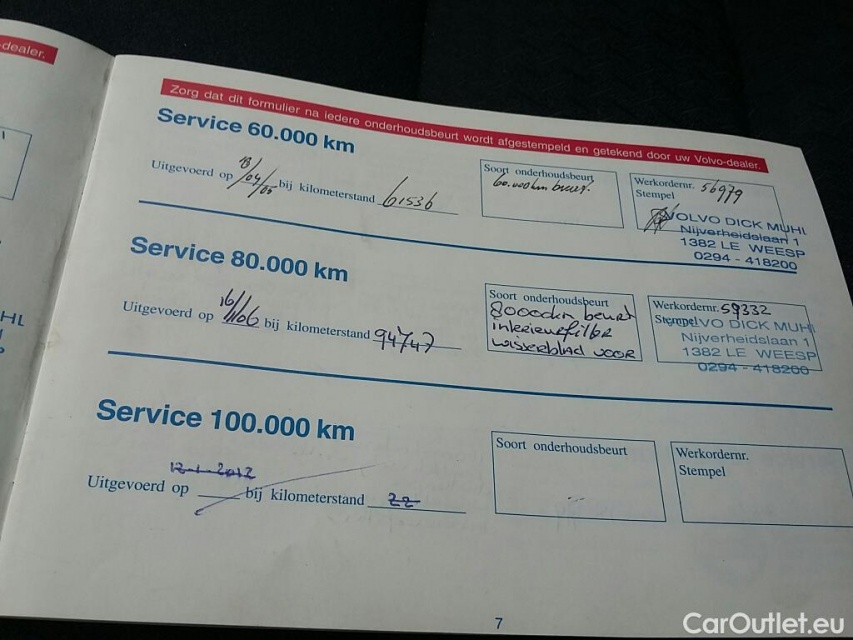 -dealer.
Zorg dat dit formulier na iedere onderhoudsbeurt wordt afgestempeld en getekend door uw Volvo-dealer.
Service 60.000 km
Uitgevoerd op 18/04/05 bij kilometerstand 61536
Soort onderhoudsbeurt
60.000km beurt.
Werkordernr. 56979
Stempel
VOLVO DICK MUHL
Nijverheidslaan 1
1382 LE WEESP
0294 - 418200
Service 80.000 km
Uitgevoerd op 16/ /06 bij kilometerstand 94747
Soort onderhoudsbeurt
80000km beurt
interieurfilter
wisserblad voor
Werkordernr. 59332
Stempel VOLVO DICK MUHL
Nijverheidslaan 1
1382 LE WEESP
0294 - 418200
HL
Service 100.000 km
Uitgevoerd op 12-1-2012 bij kilometerstand 22
Soort onderhoudsbeurt
Werkordernr.
Stempel
7
CarOutlet.eu